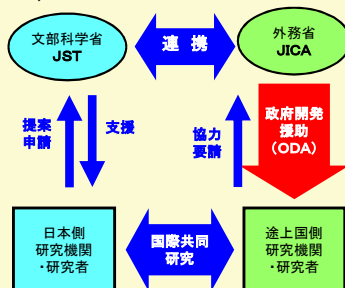 文部科学省
JST
連 携
外務省
JICA
提案
申請
支援
協力
要請
政府開発
援助
（ODA）
日本側
研究機関
・研究者
国際共同
研究
途上国側
研究機関
・研究者